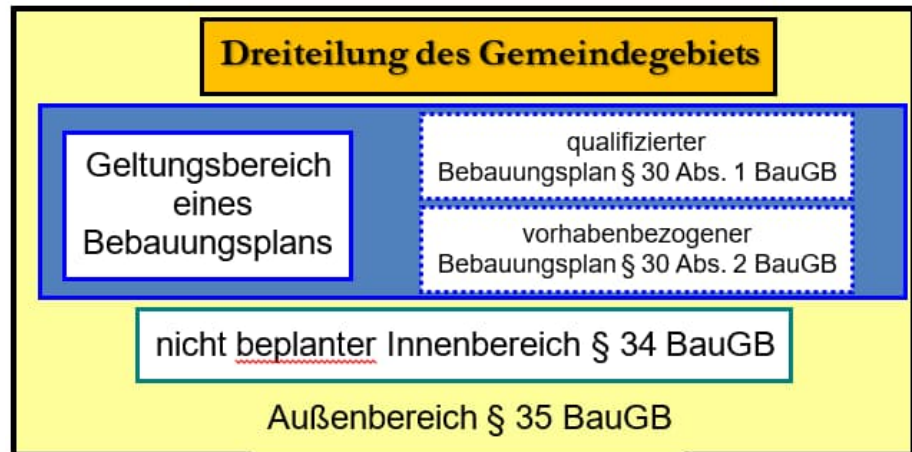 Dreiteilung des Gemeindegebiets
Geltungsbereich
eines
Bebauungsplans
qualifizierter
Bebauungsplan § 30 Abs. 1 BauGB
vorhabenbezogener
Bebauungsplan § 30 Abs. 2 BauGB
nicht beplanter Innenbereich § 34 BauGB
Außenbereich § 35 BauGB